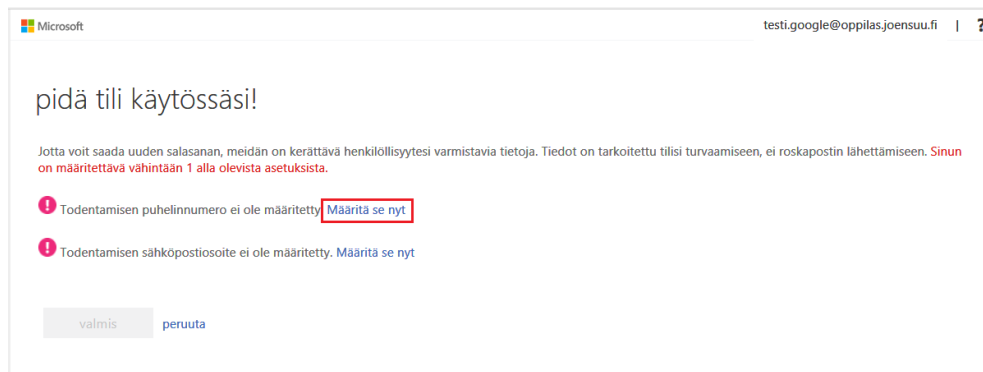 Microsoft
testi.google@oppilas.joensuu.fi | ?
pidä tili käytössäsi!
Jotta voit saada uuden salasanan, meidän on kerättävä henkilöllisyytesi varmistavia tietoja. Tiedot on tarkoitettu tilisi turvaamiseen, ei roskapostin lähettämiseen. Sinun
on määritettävä vähintään 1 alla olevista asetuksista.
! Todentamisen puhelinnumero ei ole määritetty Määritä se nyt
! Todentamisen sähköpostiosoite ei ole määritetty. Määritä se nyt
valmis peruuta